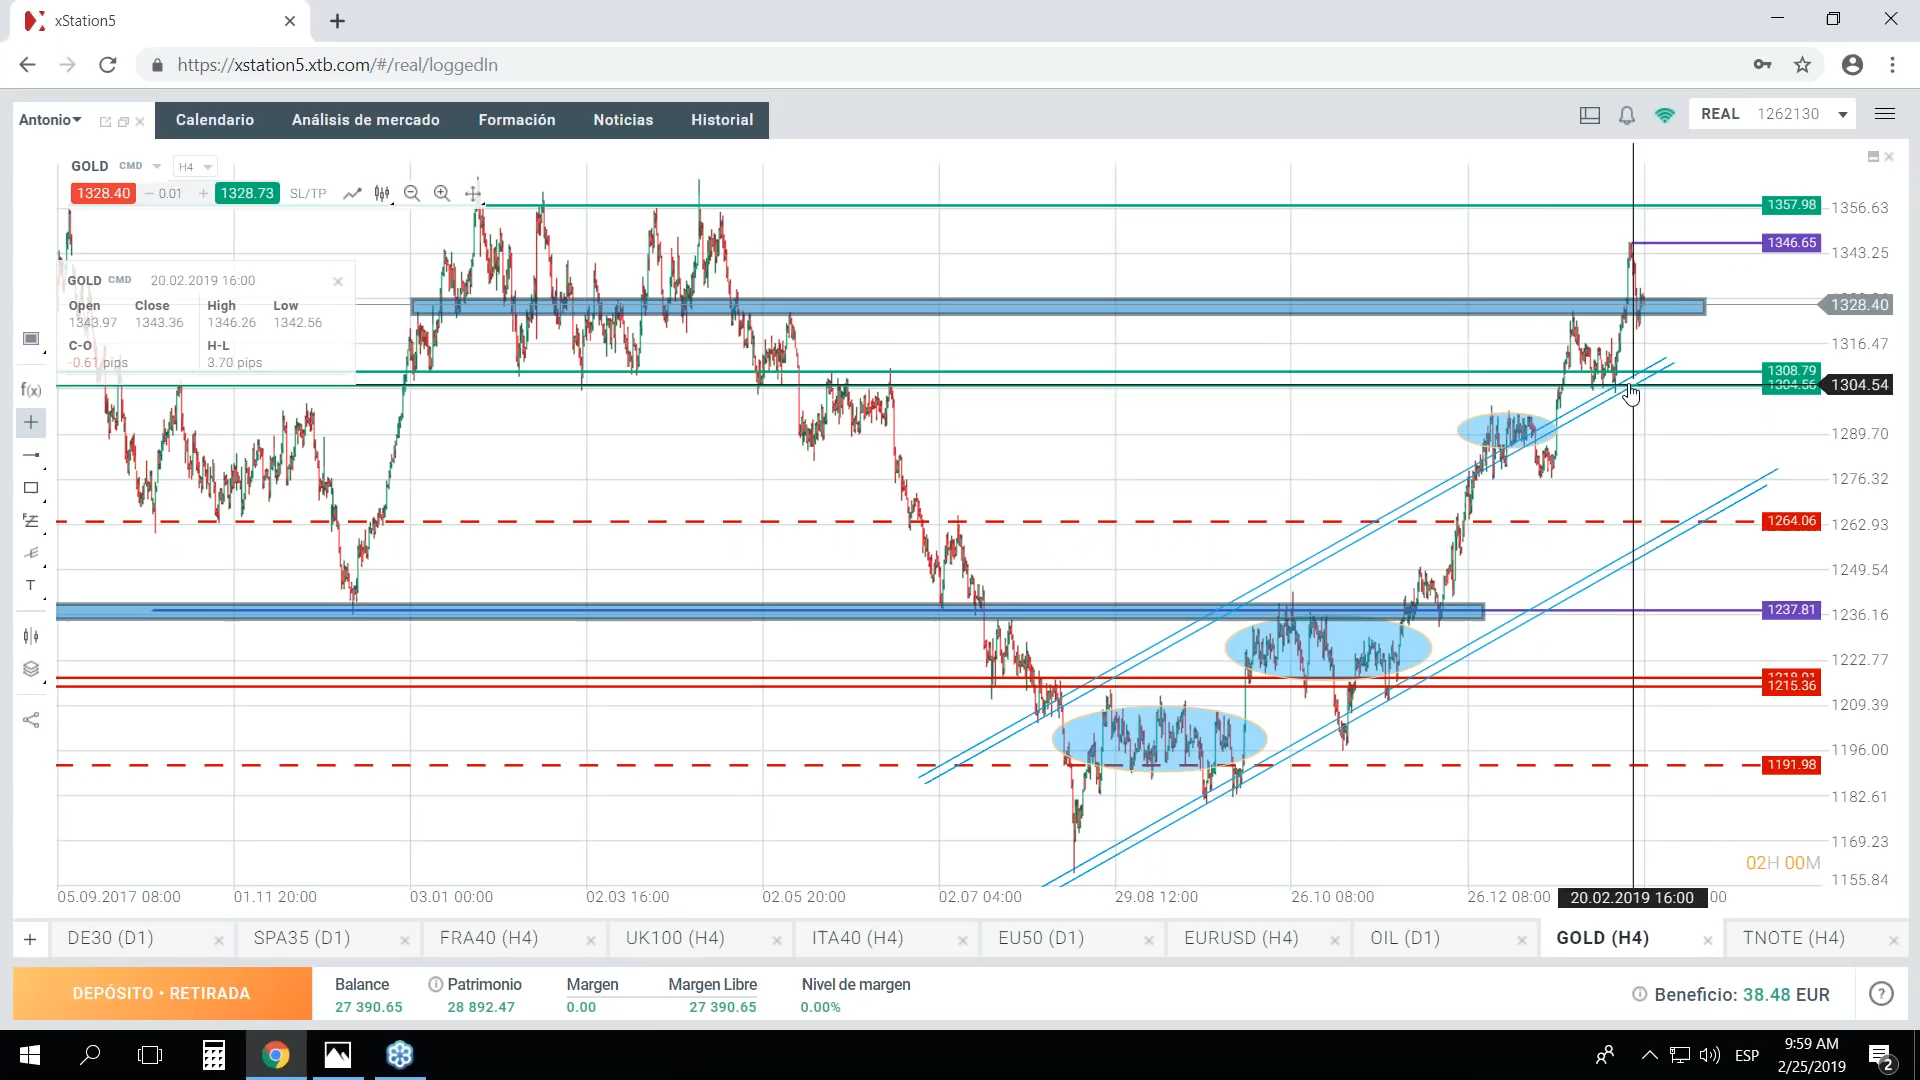 xStation5
https://xstation5.xtb.com/#/real/loggedIn
Antonio
Calendario Análisis de mercado Formación Noticias Historial
REAL 1262130
GOLD CMD H4
1328.40 0.01 1328.73 SL/TP
GOLD CMD 20.02.2019 16:00
Open Close High Low
1343.97 1343.36 1346.26 1342.56
C-O H-L
-0.61 pips 3.70 pips
f(x)
T
1357.98
1356.63
1346.65
1343.25
1328.40
1316.47
1308.79
1304.54
1289.70
1276.32
1264.06
1262.93
1249.54
1237.81
1236.16
1222.77
1215.36
1209.39
1196.00
1191.98
1182.61
1169.23
02H 00M
1155.84
05.09.2017 08:00 01.11 20:00 03.01 00:00 02.03 16:00 02.05 20:00 02.07 04:00 29.08 12:00 26.10 08:00 26.12 08:00 20.02.2019 16:00 00
DE30 (D1) SPA35 (D1) FRA40 (H4) UK100 (H4) ITA40 (H4) EU50 (D1) EURUSD (H4) OIL (D1) GOLD (H4) TNOTE (H4)
DEPÓSITO • RETIRADA
Balance Patrimonio Margen Margen Libre Nivel de margen
27 390.65 28 892.47 0.00 27 390.65 0.00%
Beneficio: 38.48 EUR
ESP
9:59 AM
2/25/2019
2